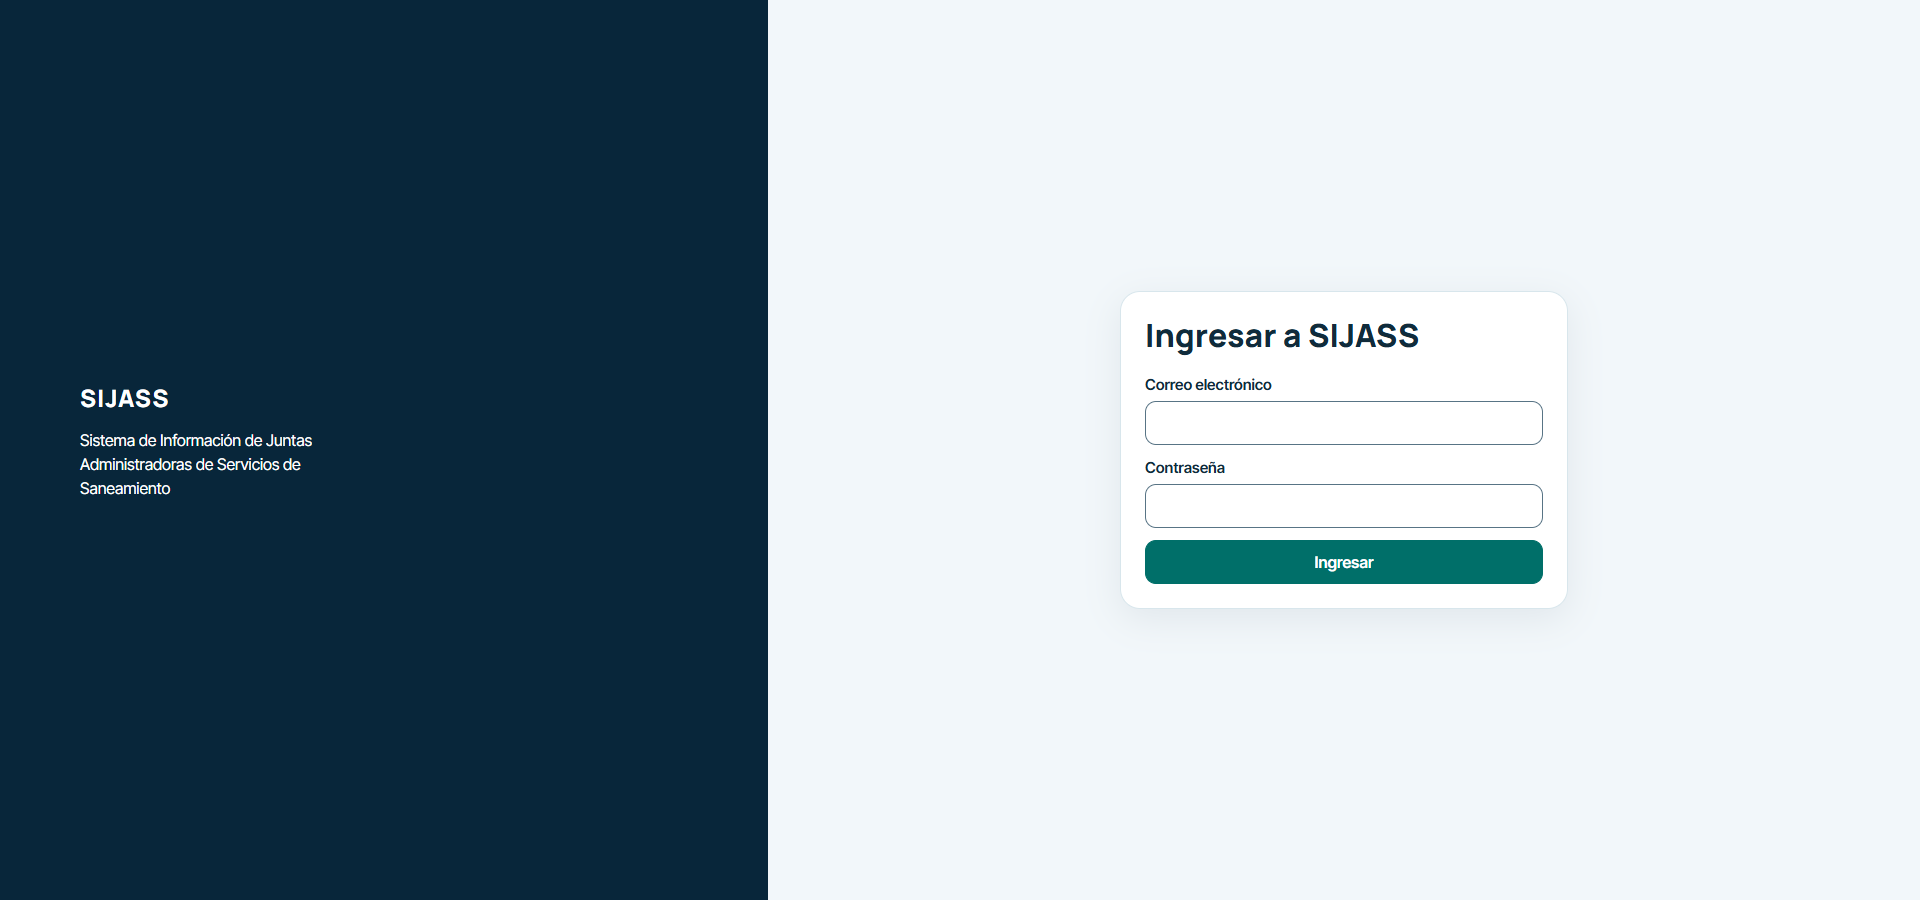 SIJASS
Sistema de Información de Juntas
Administradoras de Servicios de
Saneamiento
Ingresar a SIJASS
Correo electrónico
Contraseña
Ingresar